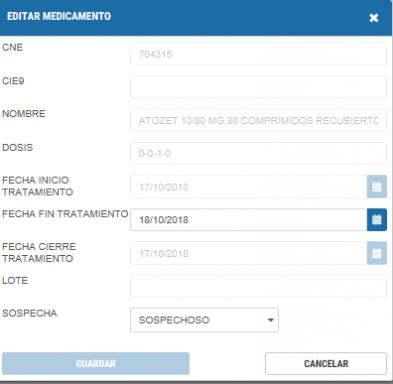 EDITAR MEDICAMENTO
CNE
704315
CIE9
NOMBRE
ATOZET 10/80 MG 30 COMPRIMIDOS RECUBIERTC
DOSIS
0-0-1-0
FECHA INICIO
TRATAMIENTO
17/10/2018
FECHA FIN TRATAMIENTO
18/10/2018
FECHA CIERRE
TRATAMIENTO
17/10/2018
LOTE
SOSPECHA
SOSPECHOSO
GUARDAR
CANCELAR